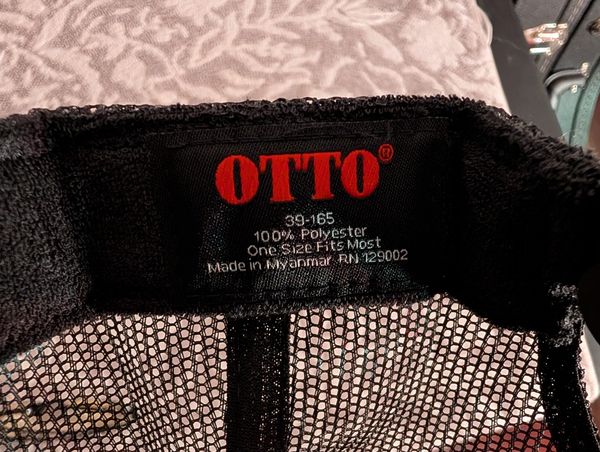 OTTO®
39-165
100% Polyester
One Size Fits Most
Made in Myanmar RN 129002